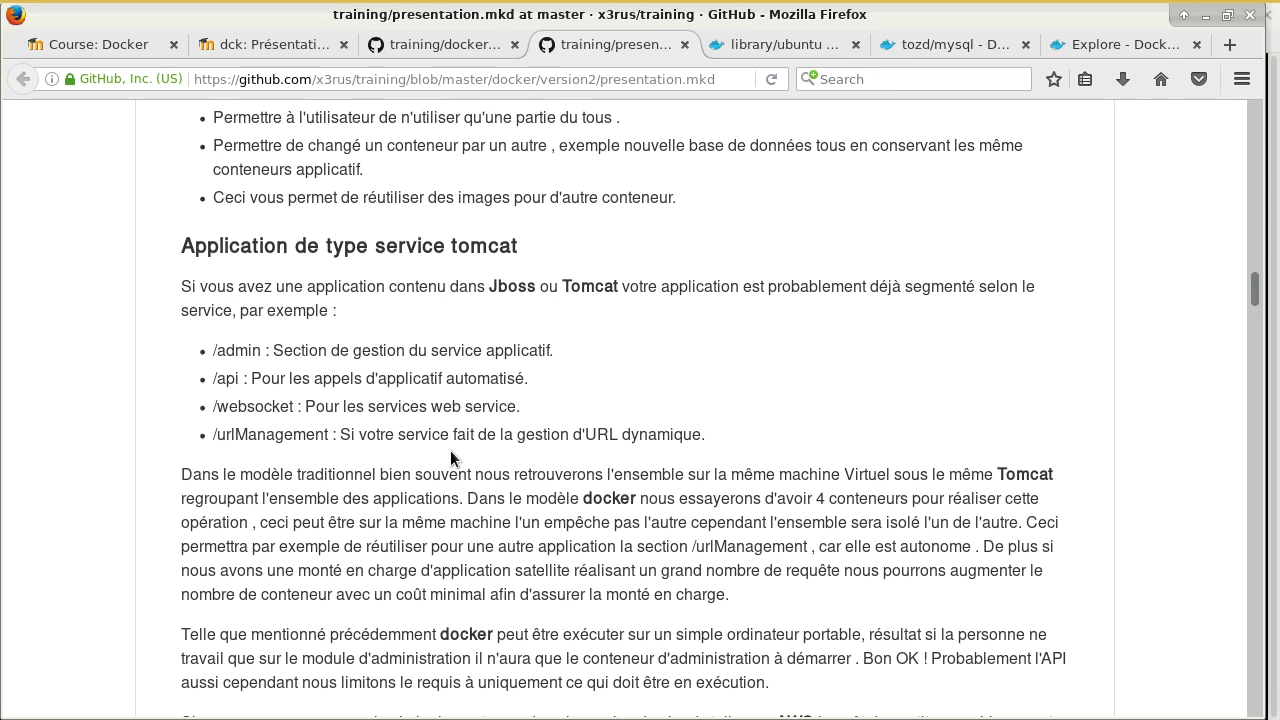 training/presentation.mkd at master · x3rus/training · GitHub - Mozilla Firefox
Course: Docker
dck: Présentati...
training/docker...
training/presen...
library/ubuntu ...
tozd/mysql - D...
Explore - Dock...
GitHub, Inc. (US)
https://github.com/x3rus/training/blob/master/docker/version2/presentation.mkd
Search
• Permettre à l'utilisateur de n'utiliser qu'une partie du tous .
• Permettre de changé un conteneur par un autre , exemple nouvelle base de données tous en conservant les même
conteneurs applicatif.
• Ceci vous permet de réutiliser des images pour d'autre conteneur.
Application de type service tomcat
Si vous avez une application contenu dans Jboss ou Tomcat votre application est probablement déjà segmenté selon le
service, par exemple :
• /admin : Section de gestion du service applicatif.
• /api : Pour les appels d'applicatif automatisé.
• /websocket : Pour les services web service.
• /urlManagement : Si votre service fait de la gestion d'URL dynamique.
Dans le modèle traditionnel bien souvent nous retrouverons l'ensemble sur la même machine Virtuel sous le même Tomcat
regroupant l'ensemble des applications. Dans le modèle docker nous essayerons d'avoir 4 conteneurs pour réaliser cette
opération , ceci peut être sur la même machine l'un empêche pas l'autre cependant l'ensemble sera isolé l'un de l'autre. Ceci
permettra par exemple de réutiliser pour une autre application la section /urlManagement , car elle est autonome . De plus si
nous avons une monté en charge d'application satellite réalisant un grand nombre de requête nous pourrons augmenter le
nombre de conteneur avec un coût minimal afin d'assurer la monté en charge.
Telle que mentionné précédemment docker peut être exécuter sur un simple ordinateur portable, résultat si la personne ne
travail que sur le module d'administration il n'aura que le conteneur d'administration à démarrer . Bon OK ! Probablement l'API
aussi cependant nous limitons le requis à uniquement ce qui doit être en exécution.